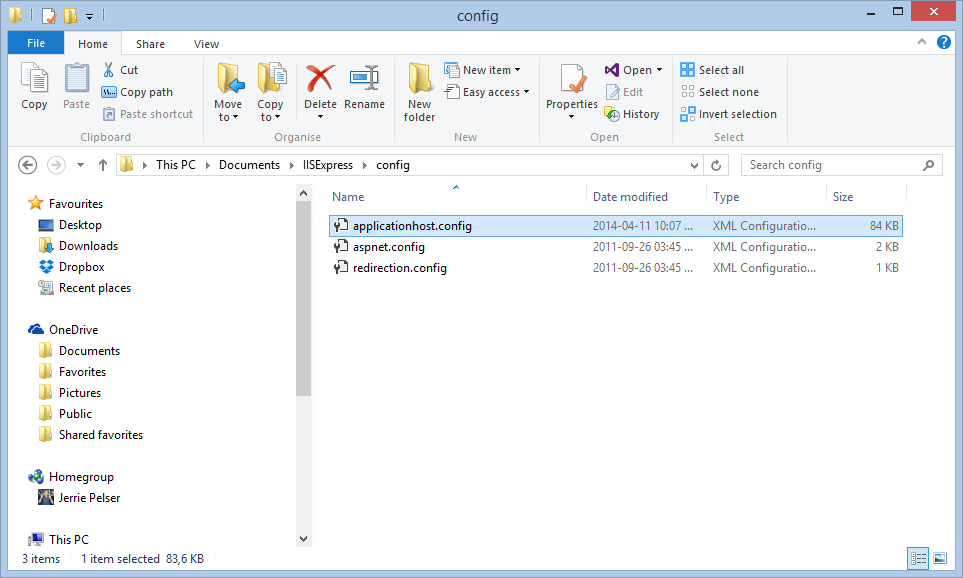 config
File Home Share View
Copy
Paste
Cut
Copy path
Paste shortcut
Clipboard
Move to
Copy to
Delete
Rename
Organise
New folder
New item
Easy access
New
Properties
Open
Edit
History
Open
Select all
Select none
Invert selection
Select
This PC Documents IISExpress config
Search config
Favourites
Desktop
Downloads
Dropbox
Recent places
OneDrive
Documents
Favorites
Pictures
Public
Shared favorites
Homegroup
Jerrie Pelser
This PC
Name Date modified Type Size
applicationhost.config 2014-04-11 10:07 ... XML Configuratio... 84 KB
aspnet.config 2011-09-26 03:45 ... XML Configuratio... 2 KB
redirection.config 2011-09-26 03:45 ... XML Configuratio... 1 KB
3 items 1 item selected 83,6 KB